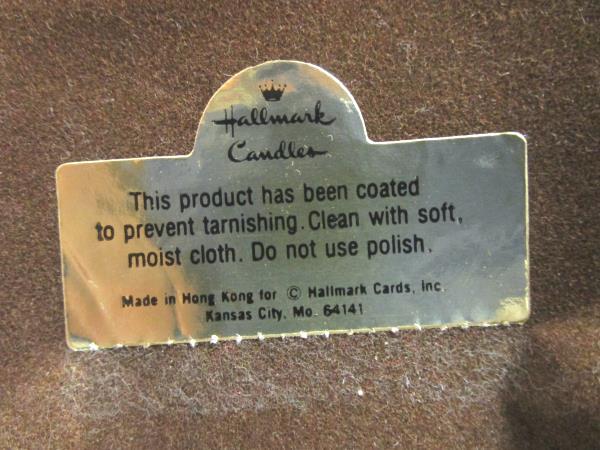 Hallmark
Candles
This product has been coated
to prevent tarnishing. Clean with soft,
moist cloth. Do not use polish.
Made in Hong Kong for © Hallmark Cards, Inc.
Kansas City, Mo. 64141